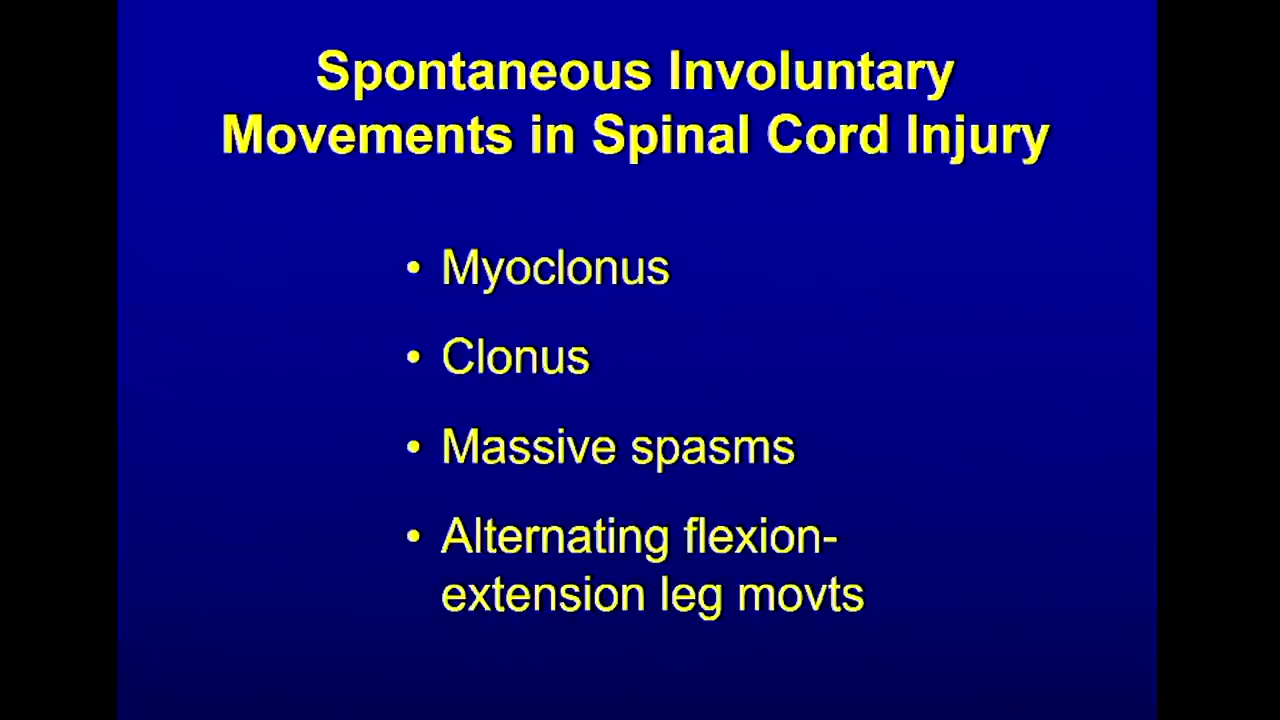 Spontaneous Involuntary
Movements in Spinal Cord Injury
• Myoclonus
• Clonus
• Massive spasms
• Alternating flexion-
extension leg movts